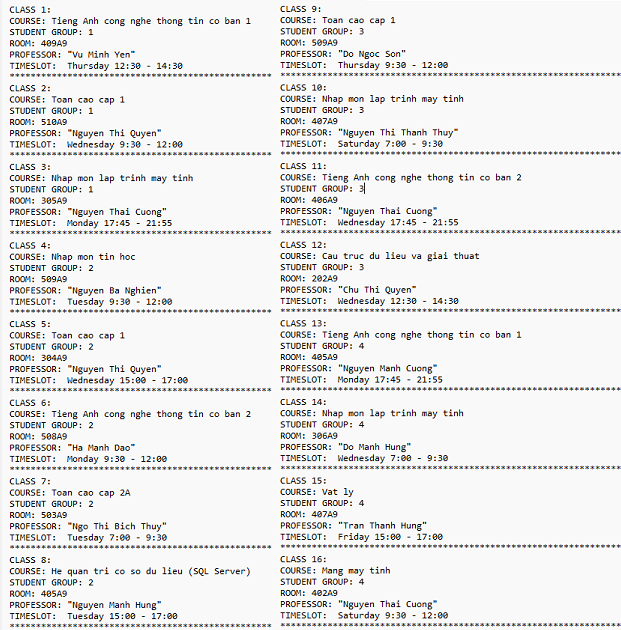 CLASS 1:
COURSE: Tieng Anh cong nghe thong tin co ban 1
STUDENT GROUP: 1
ROOM: 409A9
PROFESSOR: "Vu Minh Yen"
TIMESLOT:  Thursday 12:30 - 14:30
**************************************************
CLASS 2:
COURSE: Toan cao cap 1
STUDENT GROUP: 1
ROOM: 510A9
PROFESSOR: "Nguyen Thi Quyen"
TIMESLOT:  Wednesday 9:30 - 12:00
**************************************************
CLASS 3:
COURSE: Nhap mon lap trinh may tinh
STUDENT GROUP: 1
ROOM: 305A9
PROFESSOR: "Nguyen Thai Cuong"
TIMESLOT:  Monday 17:45 - 21:55
**************************************************
CLASS 4:
COURSE: Nhap mon tin hoc
STUDENT GROUP: 2
ROOM: 509A9
PROFESSOR: "Nguyen Ba Nghien"
TIMESLOT:  Tuesday 9:30 - 12:00
**************************************************
CLASS 5:
COURSE: Toan cao cap 1
STUDENT GROUP: 2
ROOM: 304A9
PROFESSOR: "Nguyen Thi Quyen"
TIMESLOT:  Wednesday 15:00 - 17:00
**************************************************
CLASS 6:
COURSE: Tieng Anh cong nghe thong tin co ban 2
STUDENT GROUP: 2
ROOM: 508A9
PROFESSOR: "Ha Manh Dao"
TIMESLOT:  Monday 9:30 - 12:00
**************************************************
CLASS 7:
COURSE: Toan cao cap 2A
STUDENT GROUP: 2
ROOM: 503A9
PROFESSOR: "Ngo Thi Bich Thuy"
TIMESLOT:  Tuesday 7:00 - 9:30
**************************************************
CLASS 8:
COURSE: He quan tri co so du lieu (SQL Server)
STUDENT GROUP: 2
ROOM: 405A9
PROFESSOR: "Nguyen Manh Hung"
TIMESLOT:  Tuesday 15:00 - 17:00
**************************************************
CLASS 9:
COURSE: Toan cao cap 1
STUDENT GROUP: 3
ROOM: 509A9
PROFESSOR: "Do Ngoc Son"
TIMESLOT:  Thursday 9:30 - 12:00
****************************************************************
CLASS 10:
COURSE: Nhap mon lap trinh may tinh
STUDENT GROUP: 3
ROOM: 407A9
PROFESSOR: "Nguyen Thi Thanh Thuy"
TIMESLOT:  Saturday 7:00 - 9:30
****************************************************************
CLASS 11:
COURSE: Tieng Anh cong nghe thong tin co ban 2
STUDENT GROUP: 3
ROOM: 406A9
PROFESSOR: "Nguyen Thai Cuong"
TIMESLOT:  Wednesday 17:45 - 21:55
****************************************************************
CLASS 12:
COURSE: Cau truc du lieu va giai thuat
STUDENT GROUP: 3
ROOM: 202A9
PROFESSOR: "Chu Thi Quyen"
TIMESLOT:  Wednesday 12:30 - 14:30
****************************************************************
CLASS 13:
COURSE: Tieng Anh cong nghe thong tin co ban 1
STUDENT GROUP: 4
ROOM: 405A9
PROFESSOR: "Nguyen Manh Cuong"
TIMESLOT:  Monday 17:45 - 21:55
****************************************************************
CLASS 14:
COURSE: Nhap mon lap trinh may tinh
STUDENT GROUP: 4
ROOM: 306A9
PROFESSOR: "Do Manh Hung"
TIMESLOT:  Wednesday 7:00 - 9:30
****************************************************************
CLASS 15:
COURSE: Vat ly
STUDENT GROUP: 4
ROOM: 407A9
PROFESSOR: "Tran Thanh Hung"
TIMESLOT:  Friday 15:00 - 17:00
****************************************************************
CLASS 16:
COURSE: Mang may tinh
STUDENT GROUP: 4
ROOM: 402A9
PROFESSOR: "Nguyen Thai Cuong"
TIMESLOT:  Saturday 9:30 - 12:00
****************************************************************